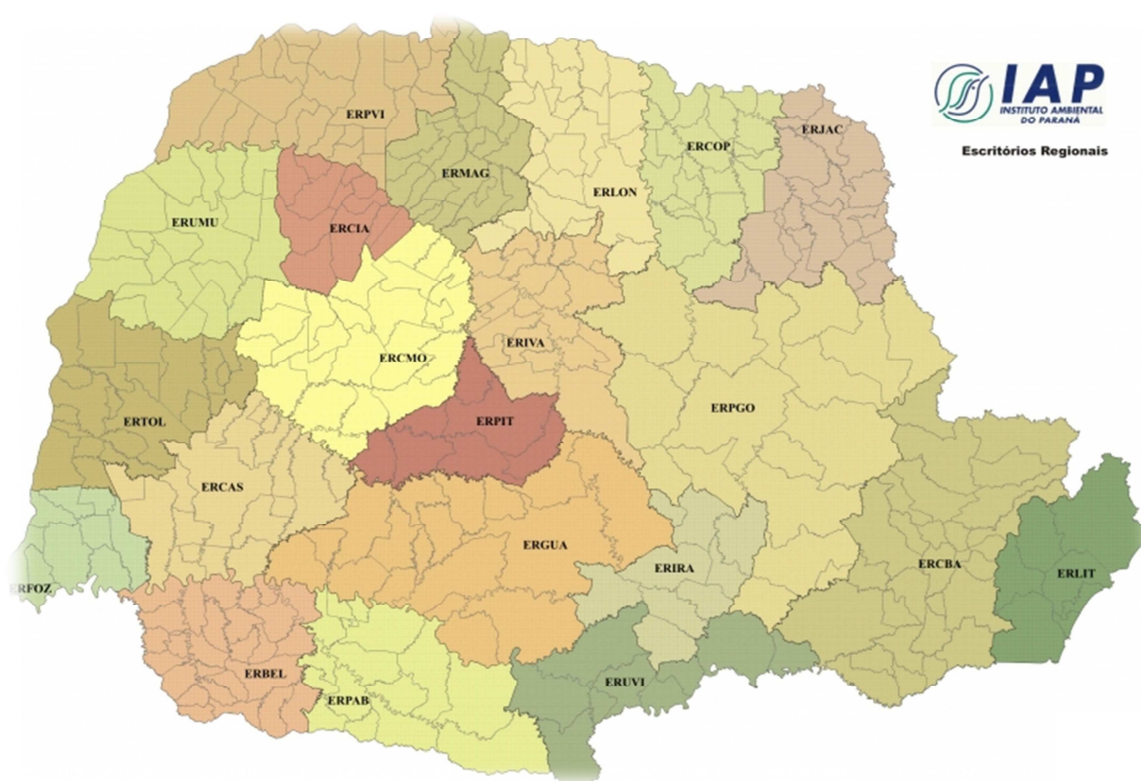 IAP
INSTITUTO AMBIENTAL
DO PARANÁ
Escritórios Regionais
ERPVI
ERJAC
ERCOP
ERMAG
ERLON
ERUMU
ERCIA
ERIVA
ERCMO
ERPGO
ERTOL
ERPIT
ERCAS
ERGUA
ERCBA
ERIRA
ERLIT
ERFOZ
ERBEL
ERUVI
ERPAB